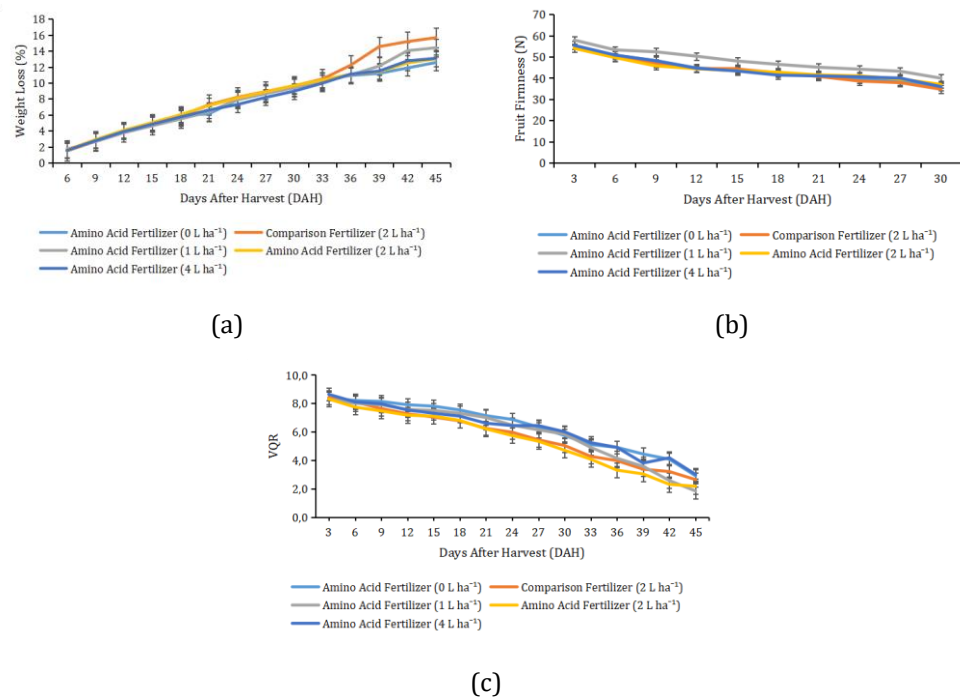 18
16
14
12
10
8
6
4
2
0
Weight Loss (%)
6 9 12 15 18 21 24 27 30 33 36 39 42 45
Days After Harvest (DAH)
Amino Acid Fertilizer (0 L ha⁻¹) Comparison Fertilizer (2 L ha⁻¹)
Amino Acid Fertilizer (1 L ha⁻¹) Amino Acid Fertilizer (2 L ha⁻¹)
Amino Acid Fertilizer (4 L ha⁻¹)
(a)
70
60
50
40
30
20
10
0
Fruit Firmness (N)
3 6 9 12 15 18 21 24 27 30
Days After Harvest (DAH)
Amino Acid Fertilizer (0 L ha⁻¹) Comparison Fertilizer (2 L ha⁻¹)
Amino Acid Fertilizer (1 L ha⁻¹) Amino Acid Fertilizer (2 L ha⁻¹)
Amino Acid Fertilizer (4 L ha⁻¹)
(b)
10,0
8,0
6,0
4,0
2,0
0,0
VQR
3 6 9 12 15 18 21 24 27 30 33 36 39 42 45
Days After Harvest (DAH)
Amino Acid Fertilizer (0 L ha⁻¹) Comparison Fertilizer (2 L ha⁻¹)
Amino Acid Fertilizer (1 L ha⁻¹) Amino Acid Fertilizer (2 L ha⁻¹)
Amino Acid Fertilizer (4 L ha⁻¹)
(c)